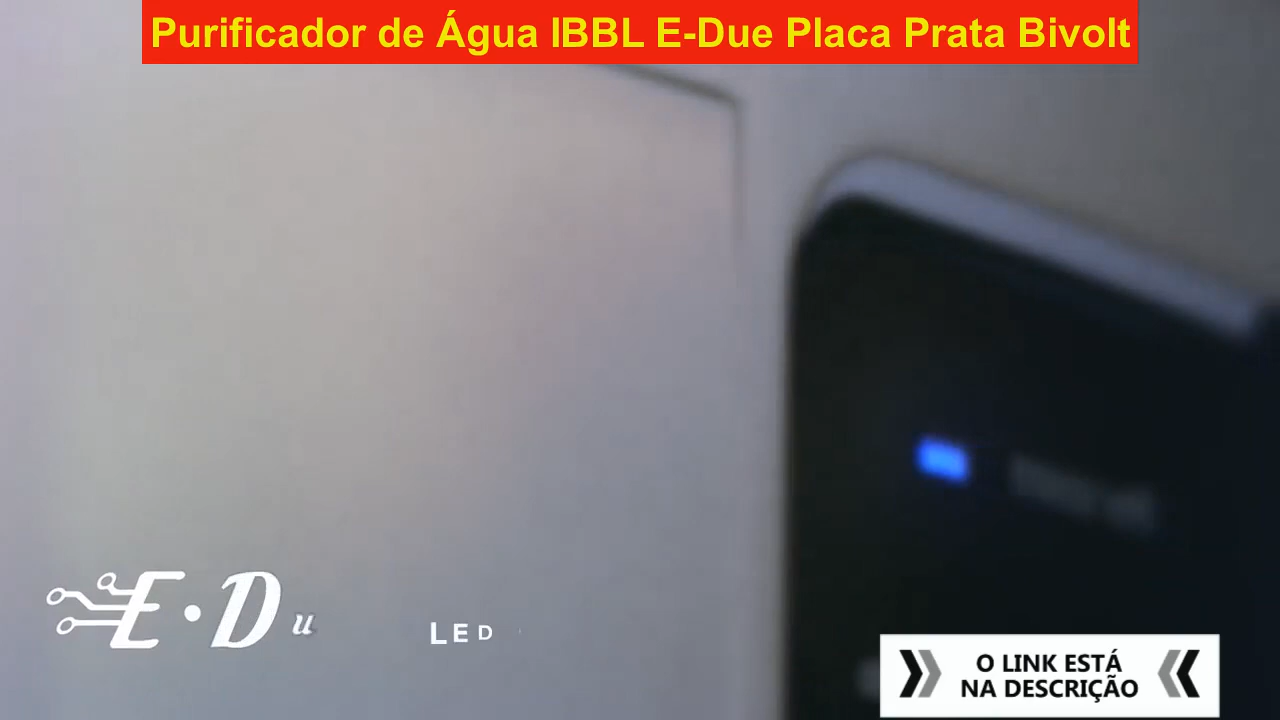 Purificador de Água IBBL E-Due Placa Prata Bivolt
E·Du
LED
O LINK ESTÁ
NA DESCRIÇÃO